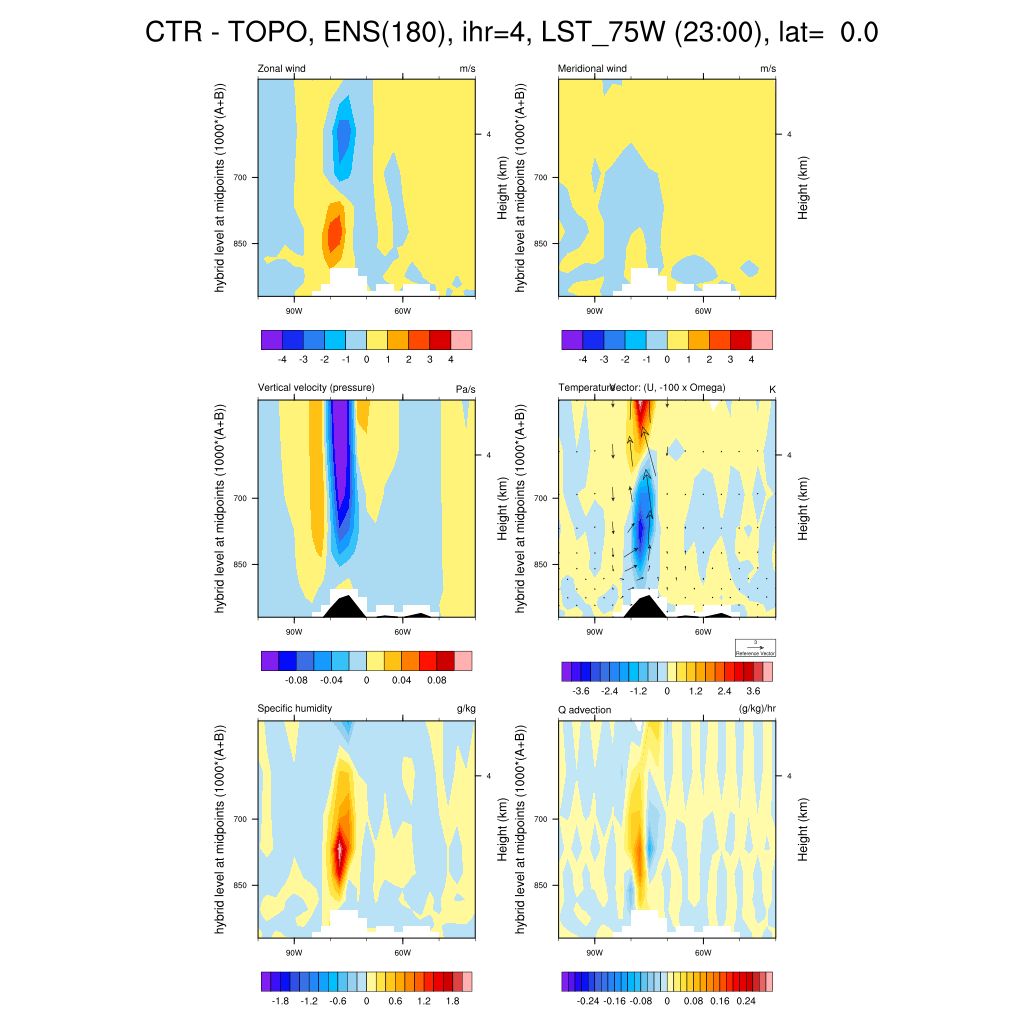 CTR - TOPO, ENS(180), ihr=4, LST_75W (23:00), lat= 0.0
Zonal wind m/s
hybrid level at midpoints (1000*(A+B))
700
850
4
Height (km)
90W 60W
-4 -3 -2 -1 0 1 2 3 4
Meridional wind m/s
hybrid level at midpoints (1000*(A+B))
700
850
4
Height (km)
90W 60W
-4 -3 -2 -1 0 1 2 3 4
Vertical velocity (pressure) Pa/s
hybrid level at midpoints (1000*(A+B))
700
850
4
Height (km)
90W 60W
-0.08 -0.04 0 0.04 0.08
Temperature Vector: (U, -100 x Omega) K
hybrid level at midpoints (1000*(A+B))
700
850
4
Height (km)
90W 60W
3
Reference Vector
-3.6 -2.4 -1.2 0 1.2 2.4 3.6
Specific humidity g/kg
hybrid level at midpoints (1000*(A+B))
700
850
4
Height (km)
90W 60W
-1.8 -1.2 -0.6 0 0.6 1.2 1.8
Q advection (g/kg)/hr
hybrid level at midpoints (1000*(A+B))
700
850
4
Height (km)
90W 60W
-0.24 -0.16 -0.08 0 0.08 0.16 0.24